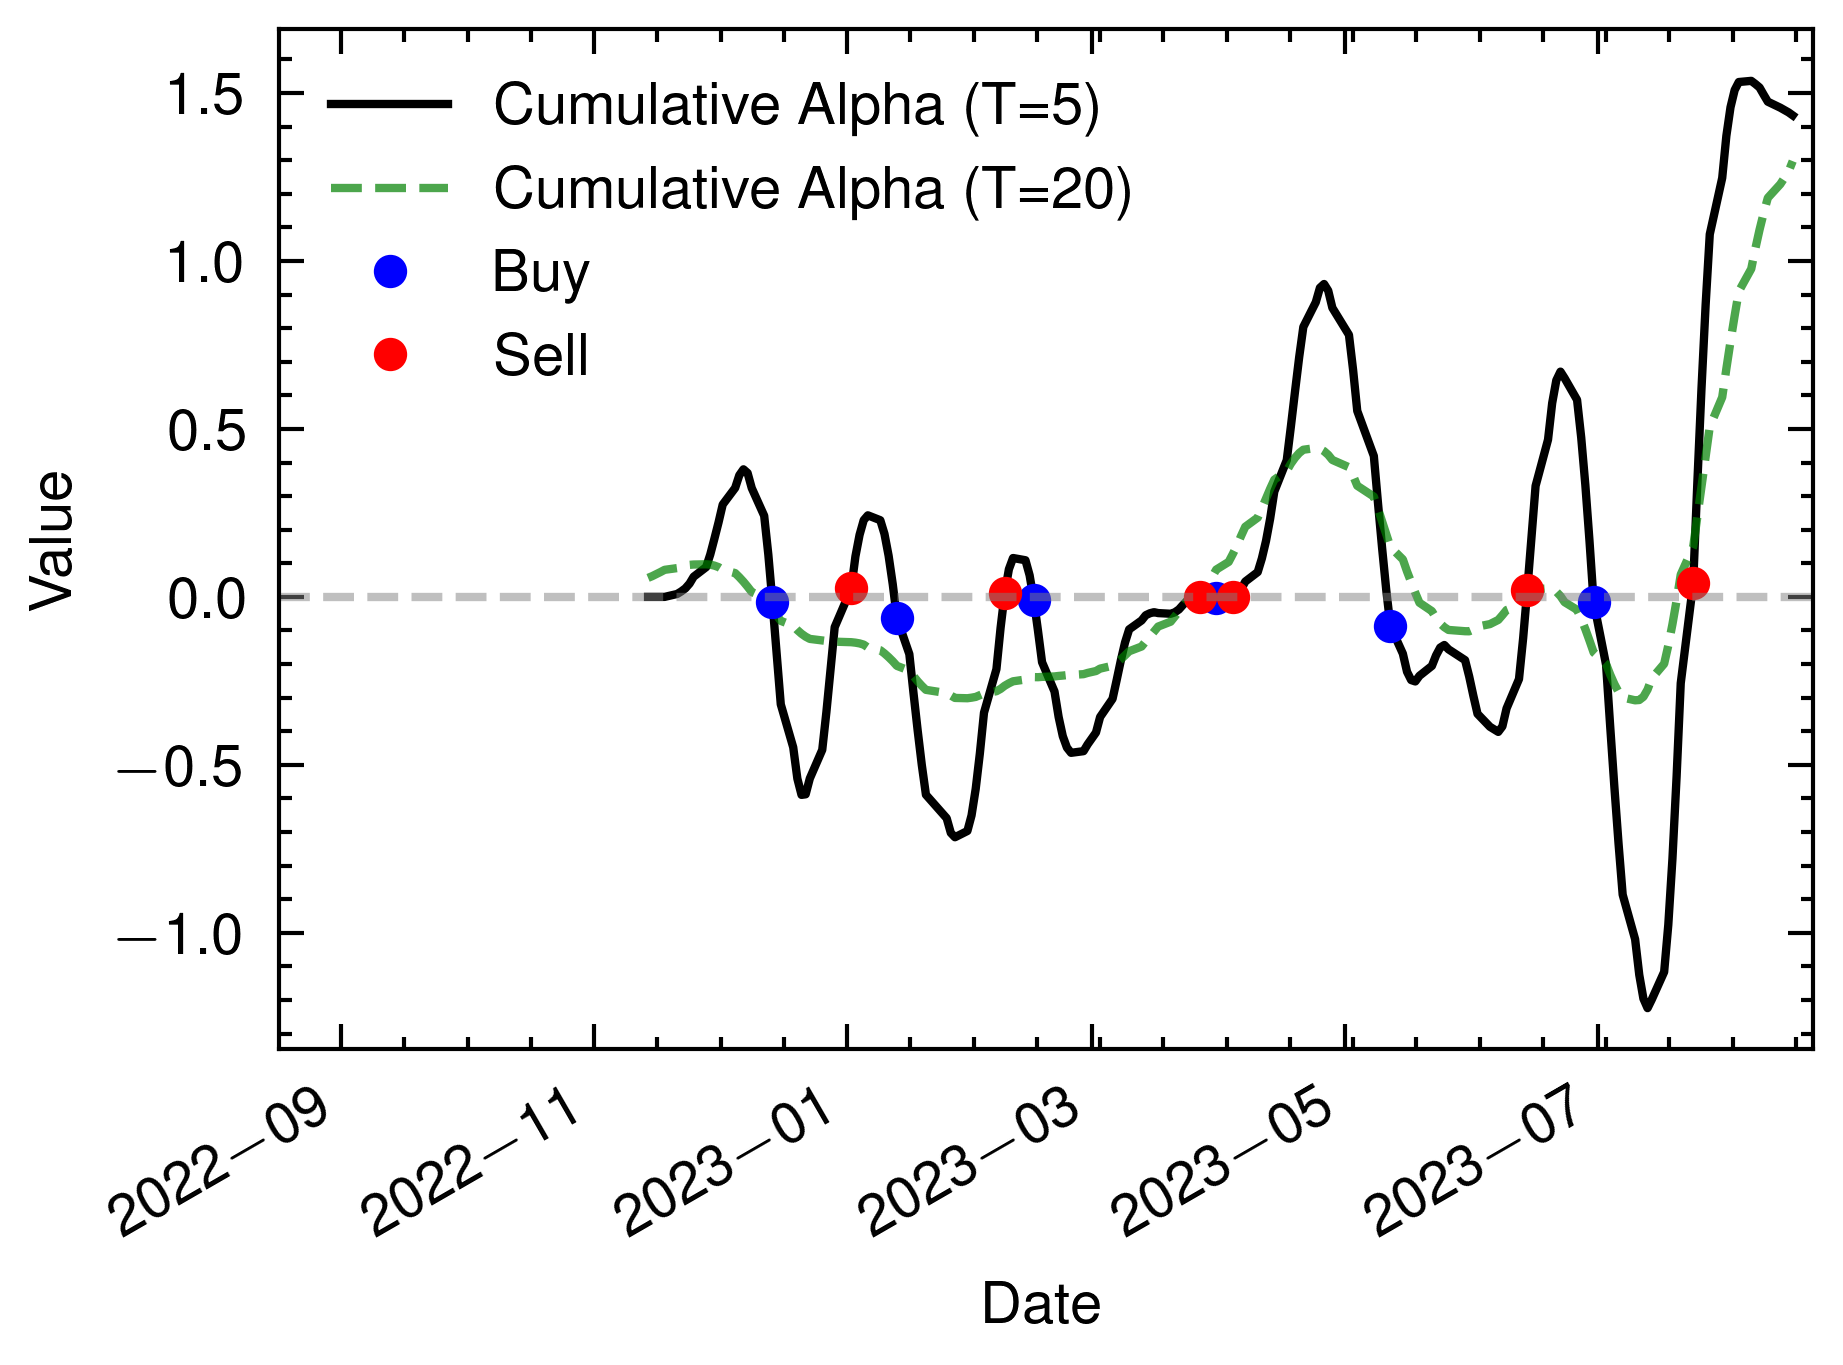 Cumulative Alpha (T=5)
Cumulative Alpha (T=20)
Buy
Sell
1.5
1.0
0.5
0.0
−0.5
−1.0
Value
2022−09
2022−11
2023−01
2023−03
2023−05
2023−07
Date